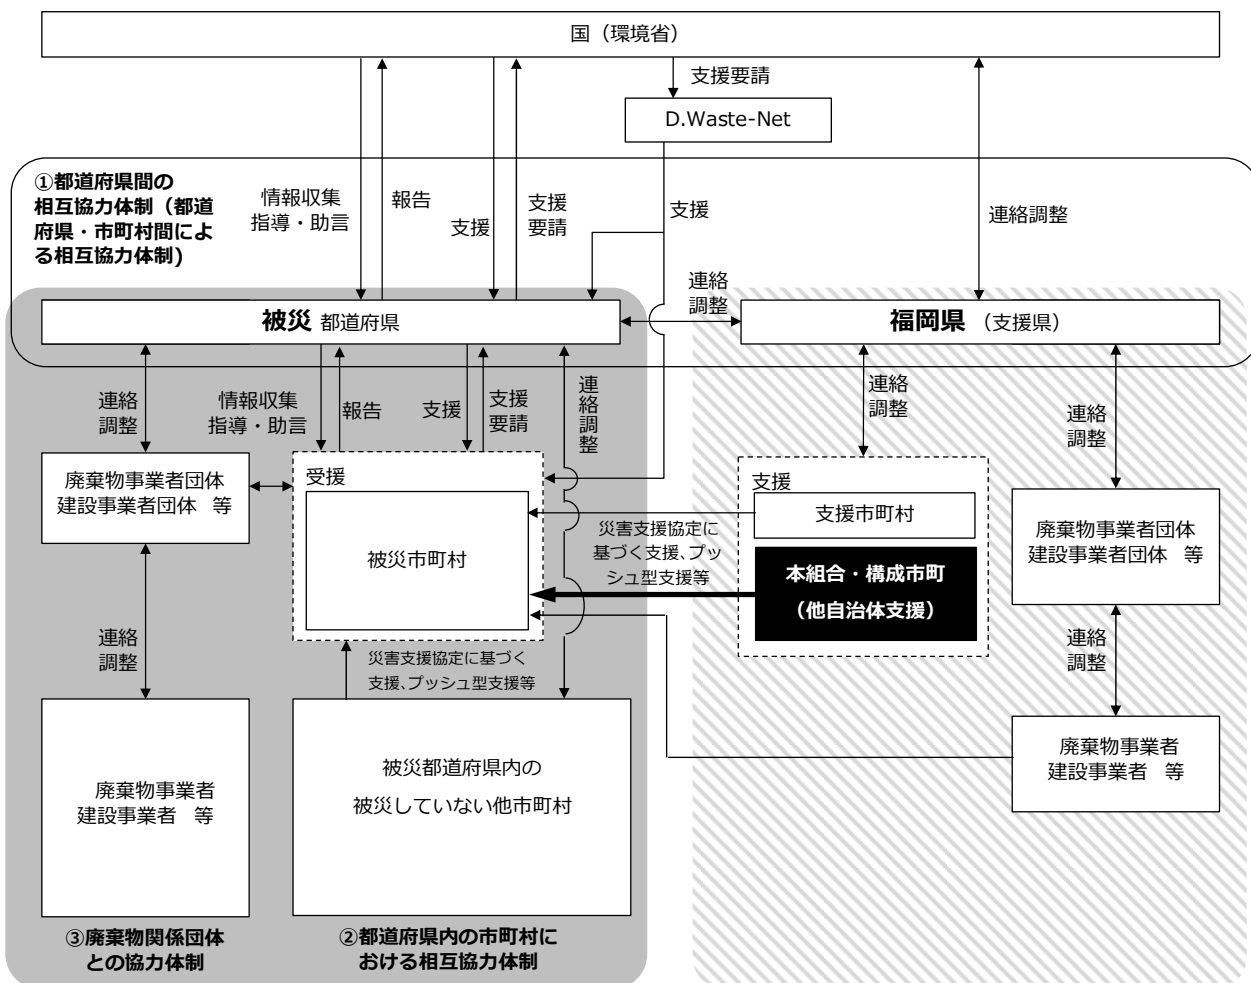 国（環境省）
支援要請
D.Waste-Net
①都道府県間の
相互協力体制（都道
府県・市町村間によ
る相互協力体制)
情報収集
指導・助言
報告
支援
支援
要請
支援
連絡調整
連絡
調整
被災 都道府県
福岡県 （支援県）
連絡
調整
情報収集
指導・助言
報告
支援
支援
要請
連絡調整
連絡
調整
連絡
調整
廃棄物事業者団体
建設事業者団体　等
受援
被災市町村
災害支援協定に
基づく支援、プッ
シュ型支援等
支援
支援市町村
本組合・構成市町
（他自治体支援）
廃棄物事業者団体
建設事業者団体　等
連絡
調整
災害支援協定に基づく
支援、プッシュ型支援等
連絡
調整
廃棄物事業者
建設事業者　等
被災都道府県内の
被災していない他市町村
廃棄物事業者
建設事業者　等
③廃棄物関係団体
との協力体制
②都道府県内の市町村に
おける相互協力体制